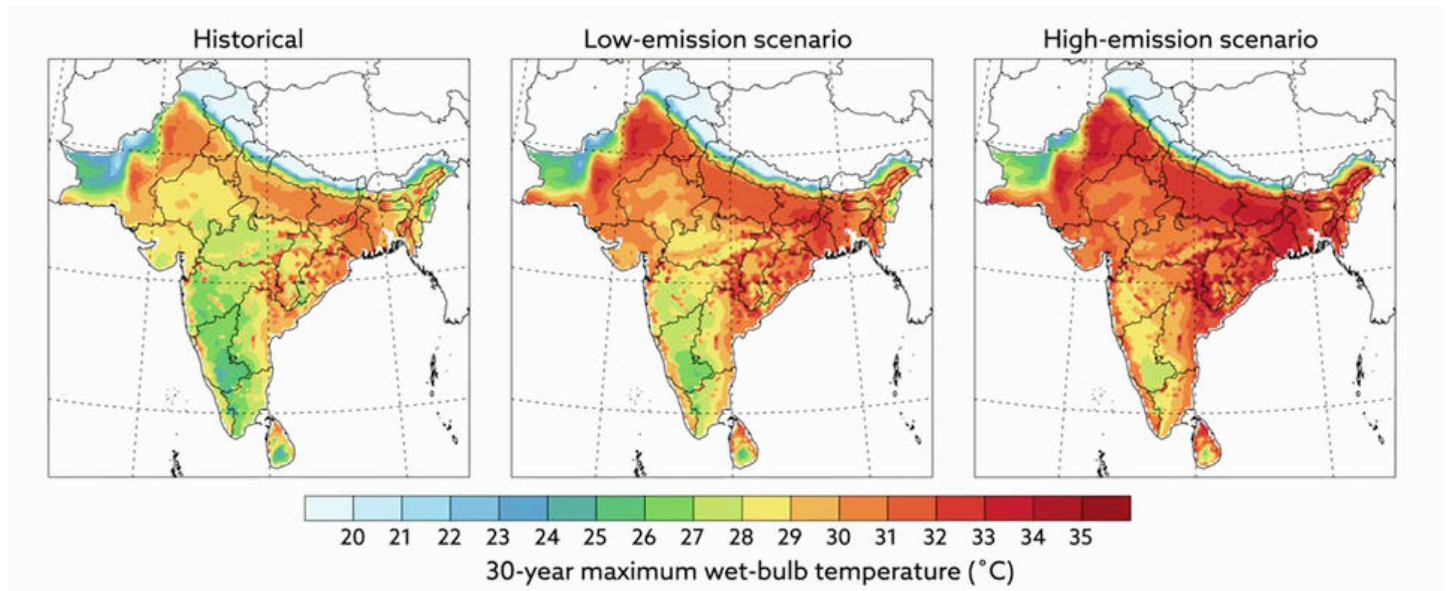 Historical
Low-emission scenario
High-emission scenario
20 21 22 23 24 25 26 27 28 29 30 31 32 33 34 35
30-year maximum wet-bulb temperature (˚C)